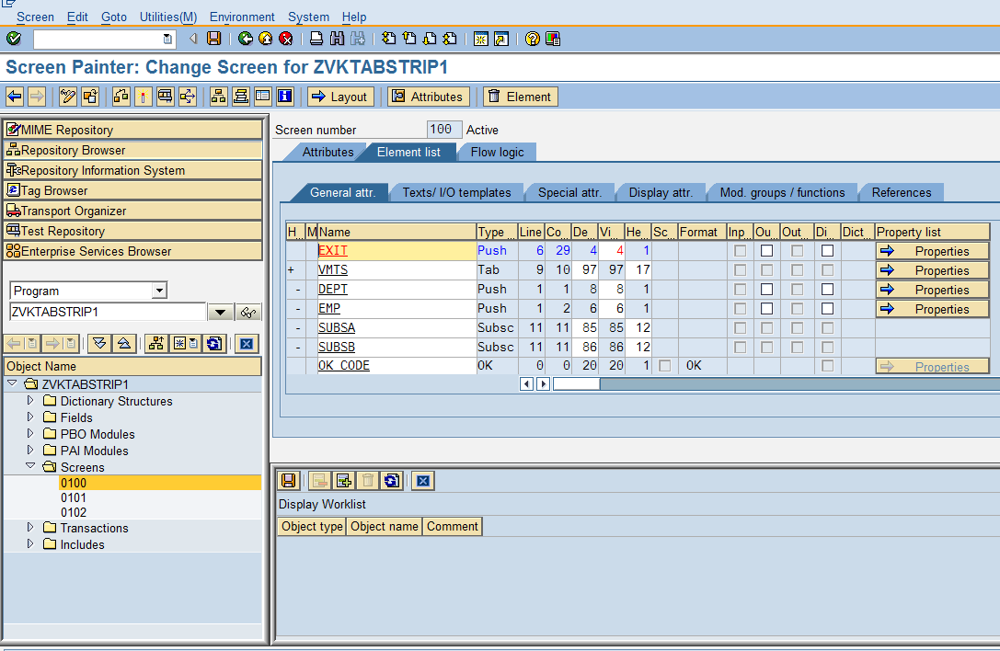 Screen Edit Goto Utilities(M) Environment System Help
Screen Painter: Change Screen for ZVKTABSTRIP1
Layout Attributes Element
MIME Repository
Repository Browser
Repository Information System
Tag Browser
Transport Organizer
Test Repository
Enterprise Services Browser
Program
ZVKTABSTRIP1
Object Name
ZVKTABSTRIP1
Dictionary Structures
Fields
PBO Modules
PAI Modules
Screens
0100
0101
0102
Transactions
Includes
Screen number 100 Active
Attributes Element list Flow logic
General attr. Texts/ I/O templates Special attr. Display attr. Mod. groups / functions References
H... M Name Type ... Line Co... De... Vi... He... Sc... Format Inp... Ou... Out... Di... Dict... Property list
EXIT Push 6 29 4 4 1 Properties
+ VMTS Tab 9 10 97 97 17 Properties
- DEPT Push 1 1 8 8 1 Properties
- EMP Push 1 2 6 6 1 Properties
- SUBSA Subsc 11 11 85 85 12
- SUBSB Subsc 11 11 86 86 12
OK_CODE OK 0 0 20 20 1 OK Properties
Display Worklist
Object type Object name Comment